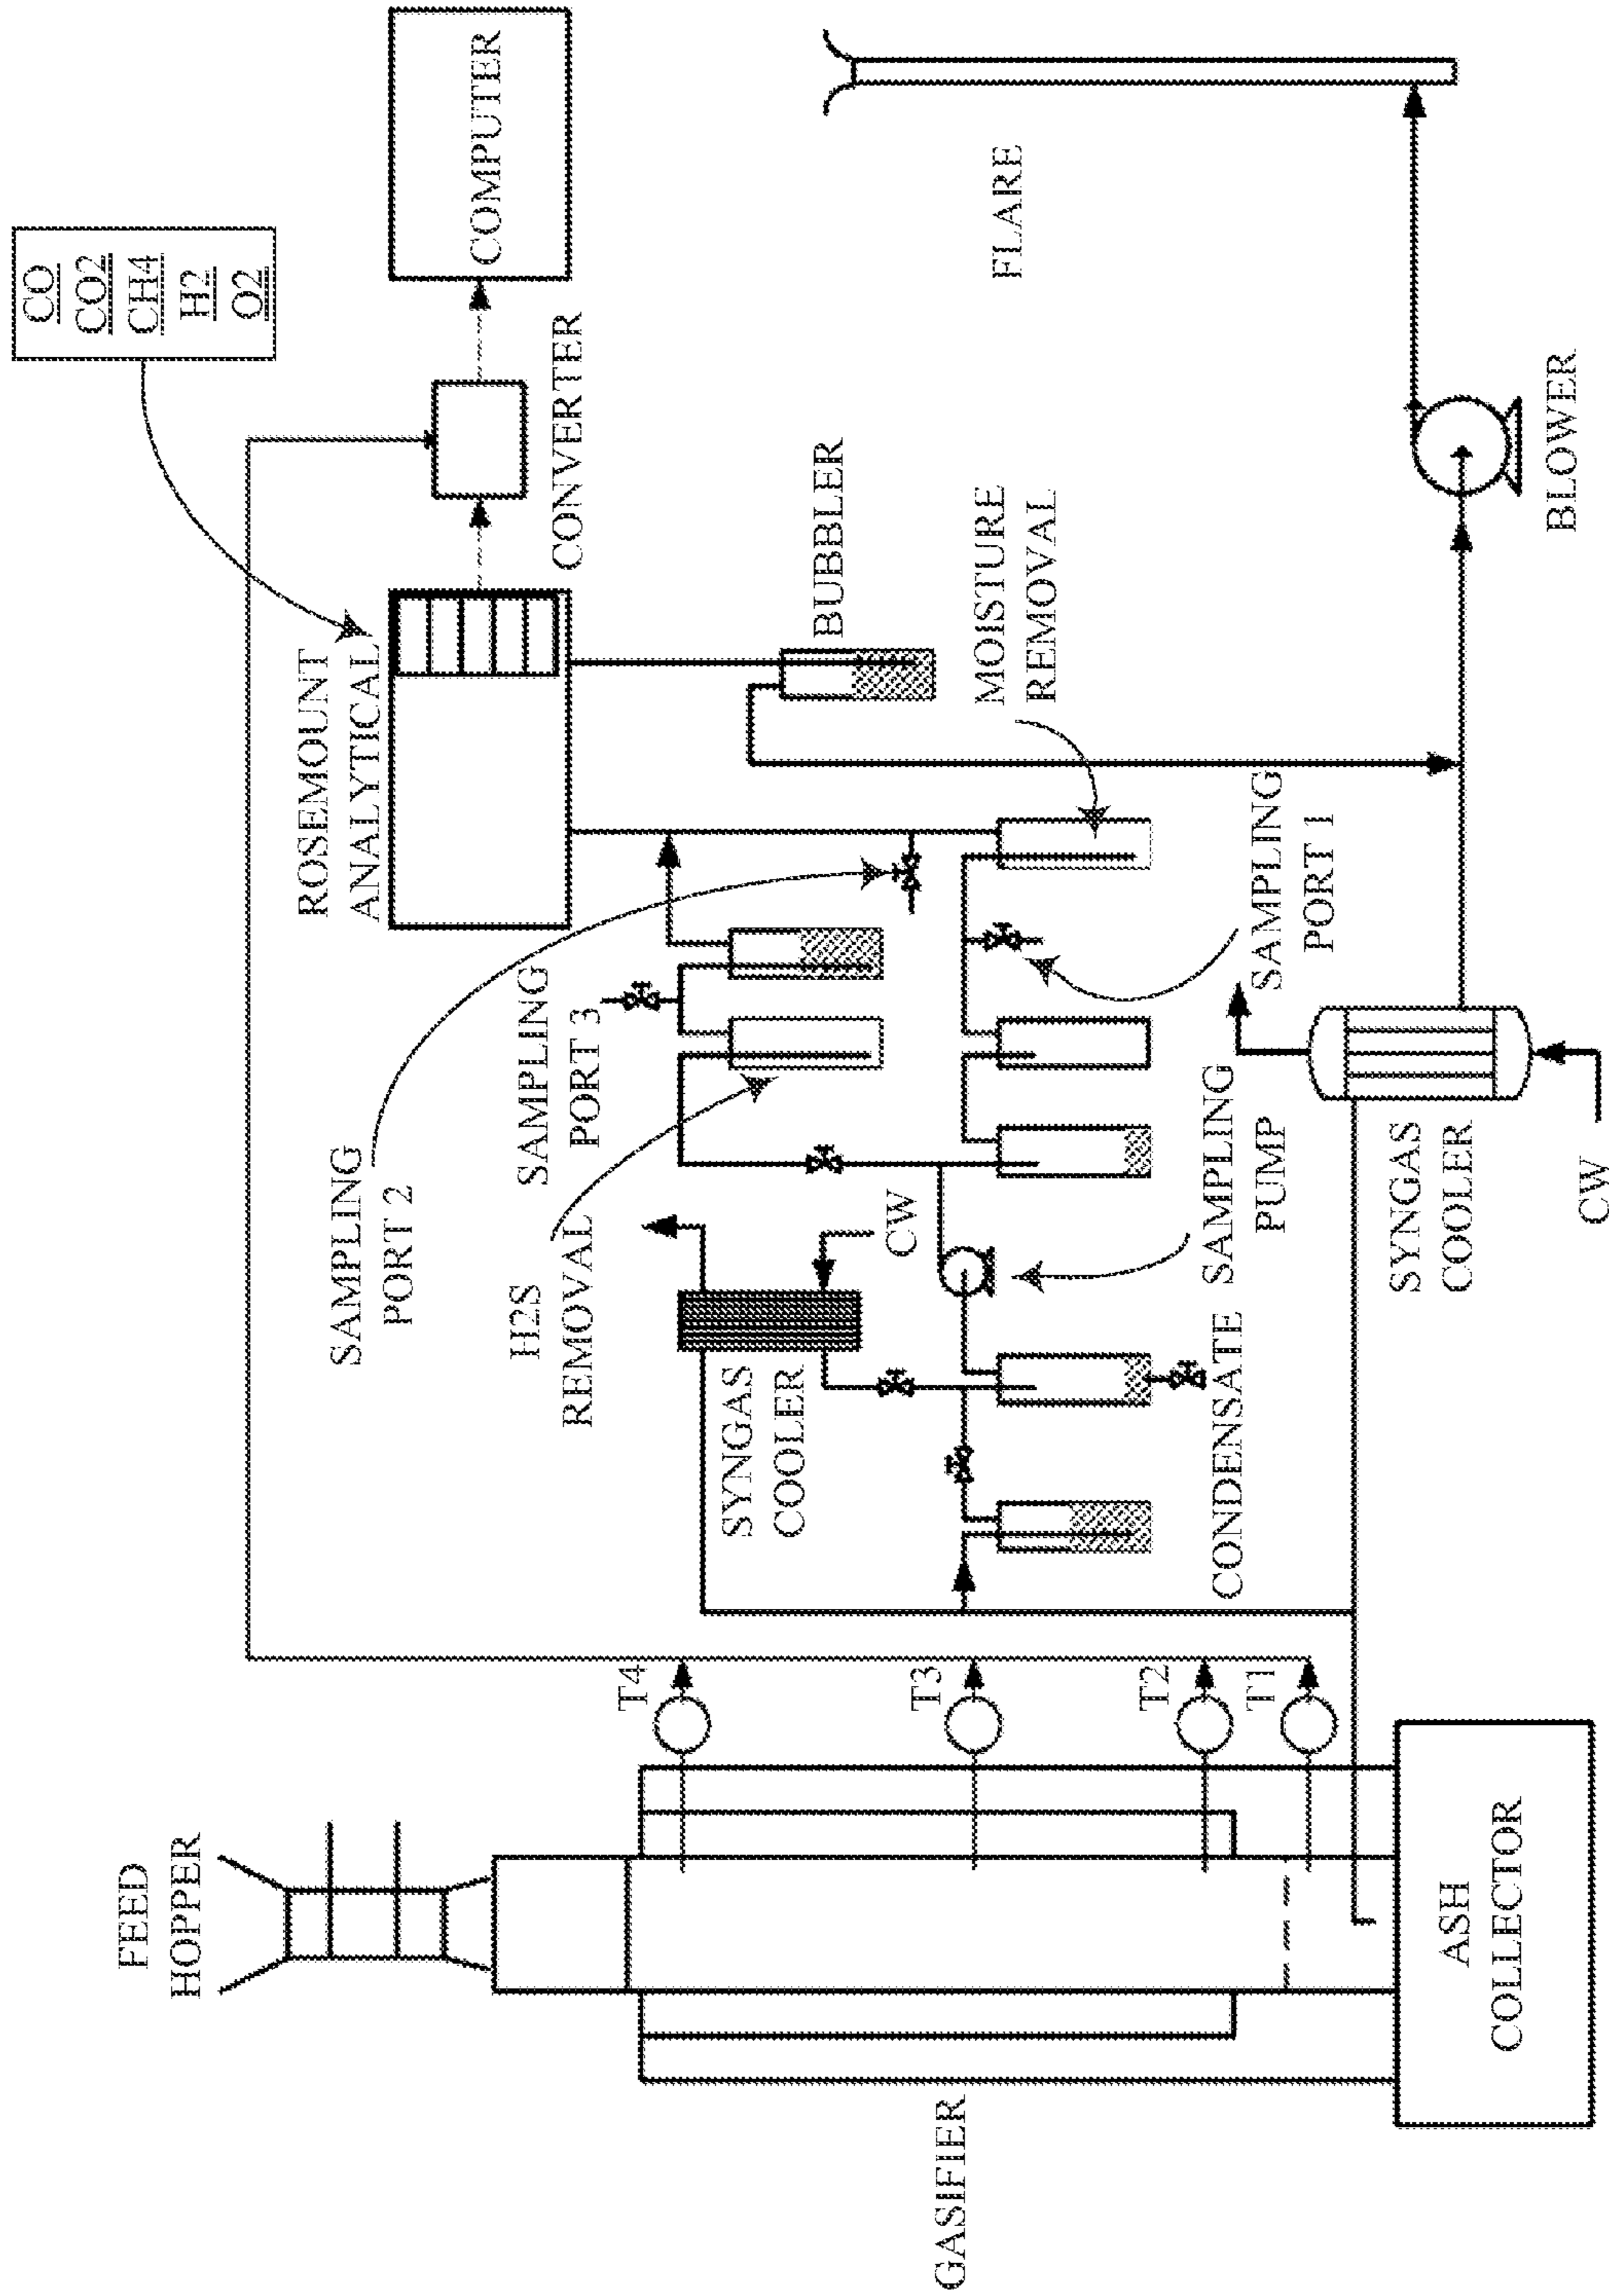 CO
CO2
CH4
H2
O2
FEED
HOPPER
ROSEMOUNT
ANALYTICAL
CONVERTER
COMPUTER
SAMPLING
PORT 2
H2S
REMOVAL
SAMPLING
PORT 3
BUBBLER
T4
T3
T2
T1
SYNGAS
COOLER
CW
MOISTURE
REMOVAL
FLARE
GASIFIER
CONDENSATE
SAMPLING
PUMP
SAMPLING
PORT 1
ASH
COLLECTOR
SYNGAS
COOLER
CW
BLOWER